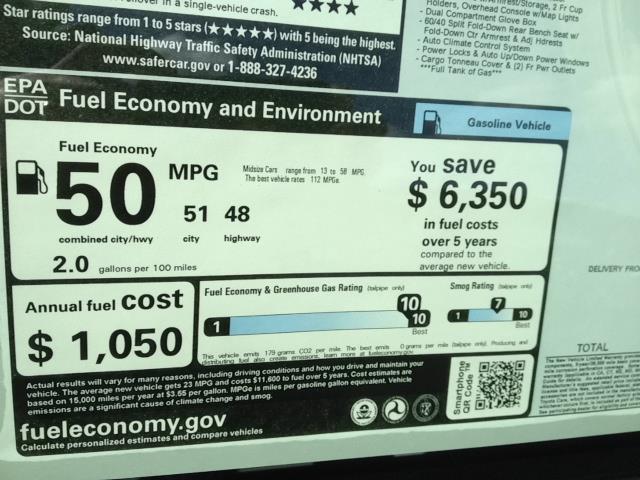 in a single-vehicle crash.
Star ratings range from 1 to 5 stars (★★★★★) with 5 being the highest.
Source: National Highway Traffic Safety Administration (NHTSA)
www.safercar.gov or 1-888-327-4236
Holders, Overhead Console w/Map Lights
- Dual Compartment Glove Box
- 60/40 Split Fold-Down Rear Bench Seat w/
Fold-Down Ctr Armrest & Adj Hdrests
- Auto Climate Control System
- Power Locks & Auto Up/Down Power Windows
- Cargo Tonneau Cover & (2) Fr Pwr Outlets
***Full Tank of Gas***
EPA
DOT
Fuel Economy and Environment
Gasoline Vehicle
Fuel Economy
50
MPG
Midsize Cars range from 13 to 58 MPG.
The best vehicle rates 112 MPGe.
51 48
combined city/hwy city highway
2.0 gallons per 100 miles
You save
$ 6,350
in fuel costs
over 5 years
compared to the
average new vehicle.
Annual fuel cost
$ 1,050
Fuel Economy & Greenhouse Gas Rating (tailpipe only)
10
1 10
Best
Smog Rating (tailpipe only)
7
1 10
Best
This vehicle emits 179 grams CO2 per mile. The best emits 0 grams per mile (tailpipe only). Producing and
distributing fuel also create emissions; learn more at fueleconomy.gov.
Actual results will vary for many reasons, including driving conditions and how you drive and maintain your
vehicle. The average new vehicle gets 23 MPG and costs $11,600 to fuel over 5 years. Cost estimates are
based on 15,000 miles per year at $3.55 per gallon. MPGe is miles per gasoline gallon equivalent. Vehicle
emissions are a significant cause of climate change and smog.
fueleconomy.gov
Calculate personalized estimates and compare vehicles
Smartphone
QR Code™
DELIVERY PRO
TOTAL